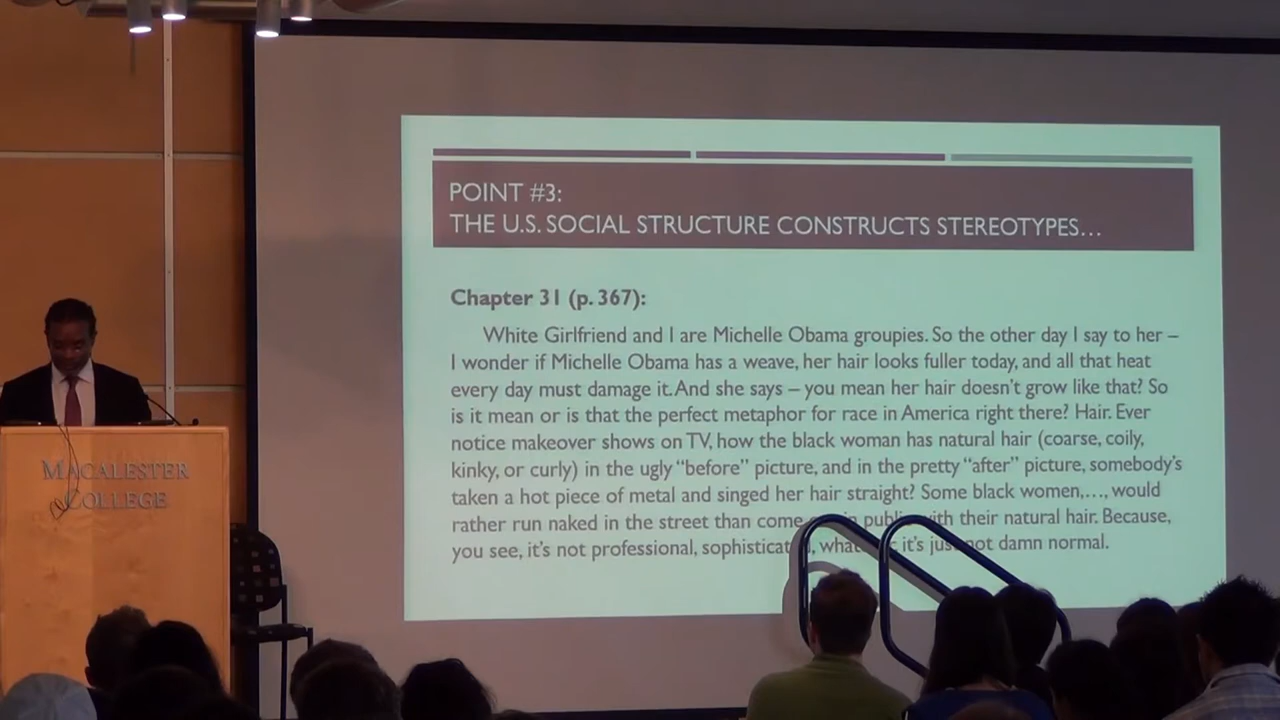 POINT #3:
THE U.S. SOCIAL STRUCTURE CONSTRUCTS STEREOTYPES…
Chapter 31 (p. 367):
White Girlfriend and I are Michelle Obama groupies. So the other day I say to her –
I wonder if Michelle Obama has a weave, her hair looks fuller today, and all that heat
every day must damage it. And she says – you mean her hair doesn't grow like that? So
is it mean or is that the perfect metaphor for race in America right there? Hair. Ever
notice makeover shows on TV, how the black woman has natural hair (coarse, coily,
kinky, or curly) in the ugly “before” picture, and in the pretty “after” picture, somebody's
taken a hot piece of metal and singed her hair straight? Some black women,…, would
rather run naked in the street than come in public with their natural hair. Because,
you see, it's not professional, it's just not damn normal.
MACALESTER
COLLEGE